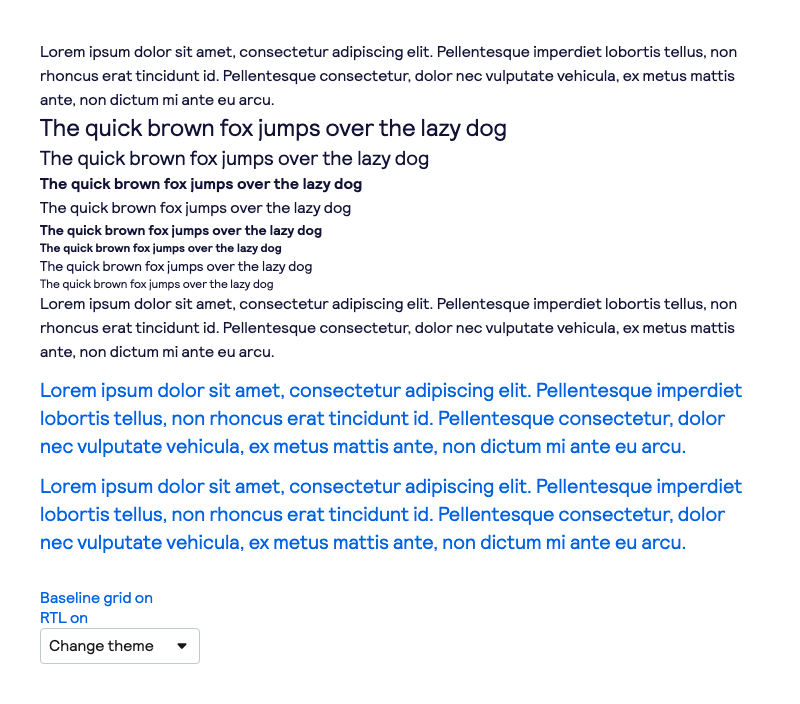 Lorem ipsum dolor sit amet, consectetur adipiscing elit. Pellentesque imperdiet lobortis tellus, non
rhoncus erat tincidunt id. Pellentesque consectetur, dolor nec vulputate vehicula, ex metus mattis
ante, non dictum mi ante eu arcu.
The quick brown fox jumps over the lazy dog
The quick brown fox jumps over the lazy dog
The quick brown fox jumps over the lazy dog
The quick brown fox jumps over the lazy dog
The quick brown fox jumps over the lazy dog
The quick brown fox jumps over the lazy dog
The quick brown fox jumps over the lazy dog
The quick brown fox jumps over the lazy dog
Lorem ipsum dolor sit amet, consectetur adipiscing elit. Pellentesque imperdiet lobortis tellus, non
rhoncus erat tincidunt id. Pellentesque consectetur, dolor nec vulputate vehicula, ex metus mattis
ante, non dictum mi ante eu arcu.
Lorem ipsum dolor sit amet, consectetur adipiscing elit. Pellentesque imperdiet
lobortis tellus, non rhoncus erat tincidunt id. Pellentesque consectetur, dolor
nec vulputate vehicula, ex metus mattis ante, non dictum mi ante eu arcu.
Lorem ipsum dolor sit amet, consectetur adipiscing elit. Pellentesque imperdiet
lobortis tellus, non rhoncus erat tincidunt id. Pellentesque consectetur, dolor
nec vulputate vehicula, ex metus mattis ante, non dictum mi ante eu arcu.
Baseline grid on
RTL on
Change theme